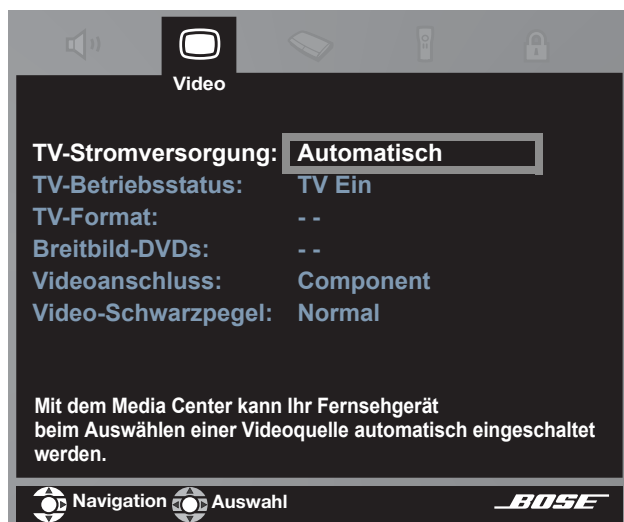 Video
TV-Stromversorgung: Automatisch
TV-Betriebsstatus: TV Ein
TV-Format: - -
Breitbild-DVDs: - -
Videoanschluss: Component
Video-Schwarzpegel: Normal
Mit dem Media Center kann Ihr Fernsehgerät
beim Auswählen einer Videoquelle automatisch eingeschaltet
werden.
Navigation Auswahl BOSE